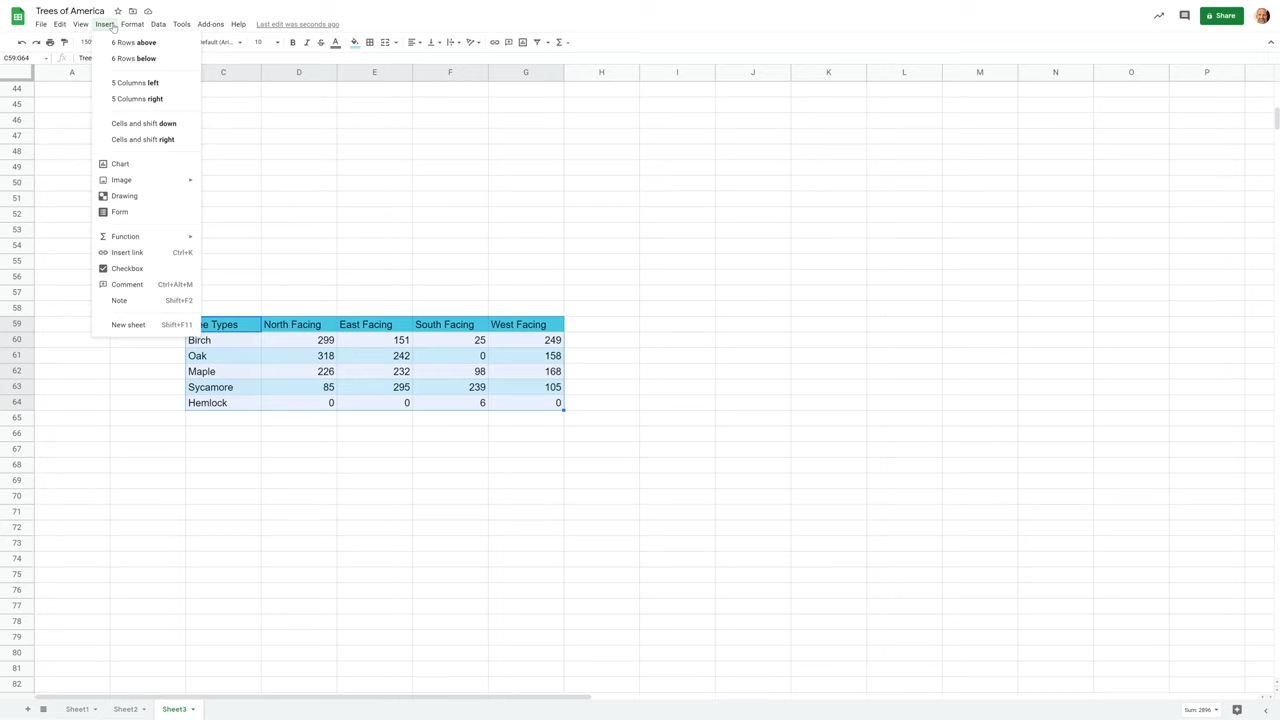 Trees of America
File Edit View Insert Format Data Tools Add-ons Help Last edit was seconds ago
Share
150 Default (Ari... 10
C59:G64 fx Tree
6 Rows above
6 Rows below
5 Columns left
5 Columns right
Cells and shift down
Cells and shift right
Chart
Image
Drawing
Form
Function
Insert link Ctrl+K
Checkbox
Comment Ctrl+Alt+M
Note Shift+F2
New sheet Shift+F11
A C D E F G H I J K L M N O P
44
45
46
47
48
49
50
51
52
53
54
55
56
57
58
59 ee Types North Facing East Facing South Facing West Facing
60 Birch 299 151 25 249
61 Oak 318 242 0 158
62 Maple 226 232 98 168
63 Sycamore 85 295 239 105
64 Hemlock 0 0 6 0
65
66
67
68
69
70
71
72
73
74
75
76
77
78
79
80
81
82
Sheet1 Sheet2 Sheet3 Sum: 2896